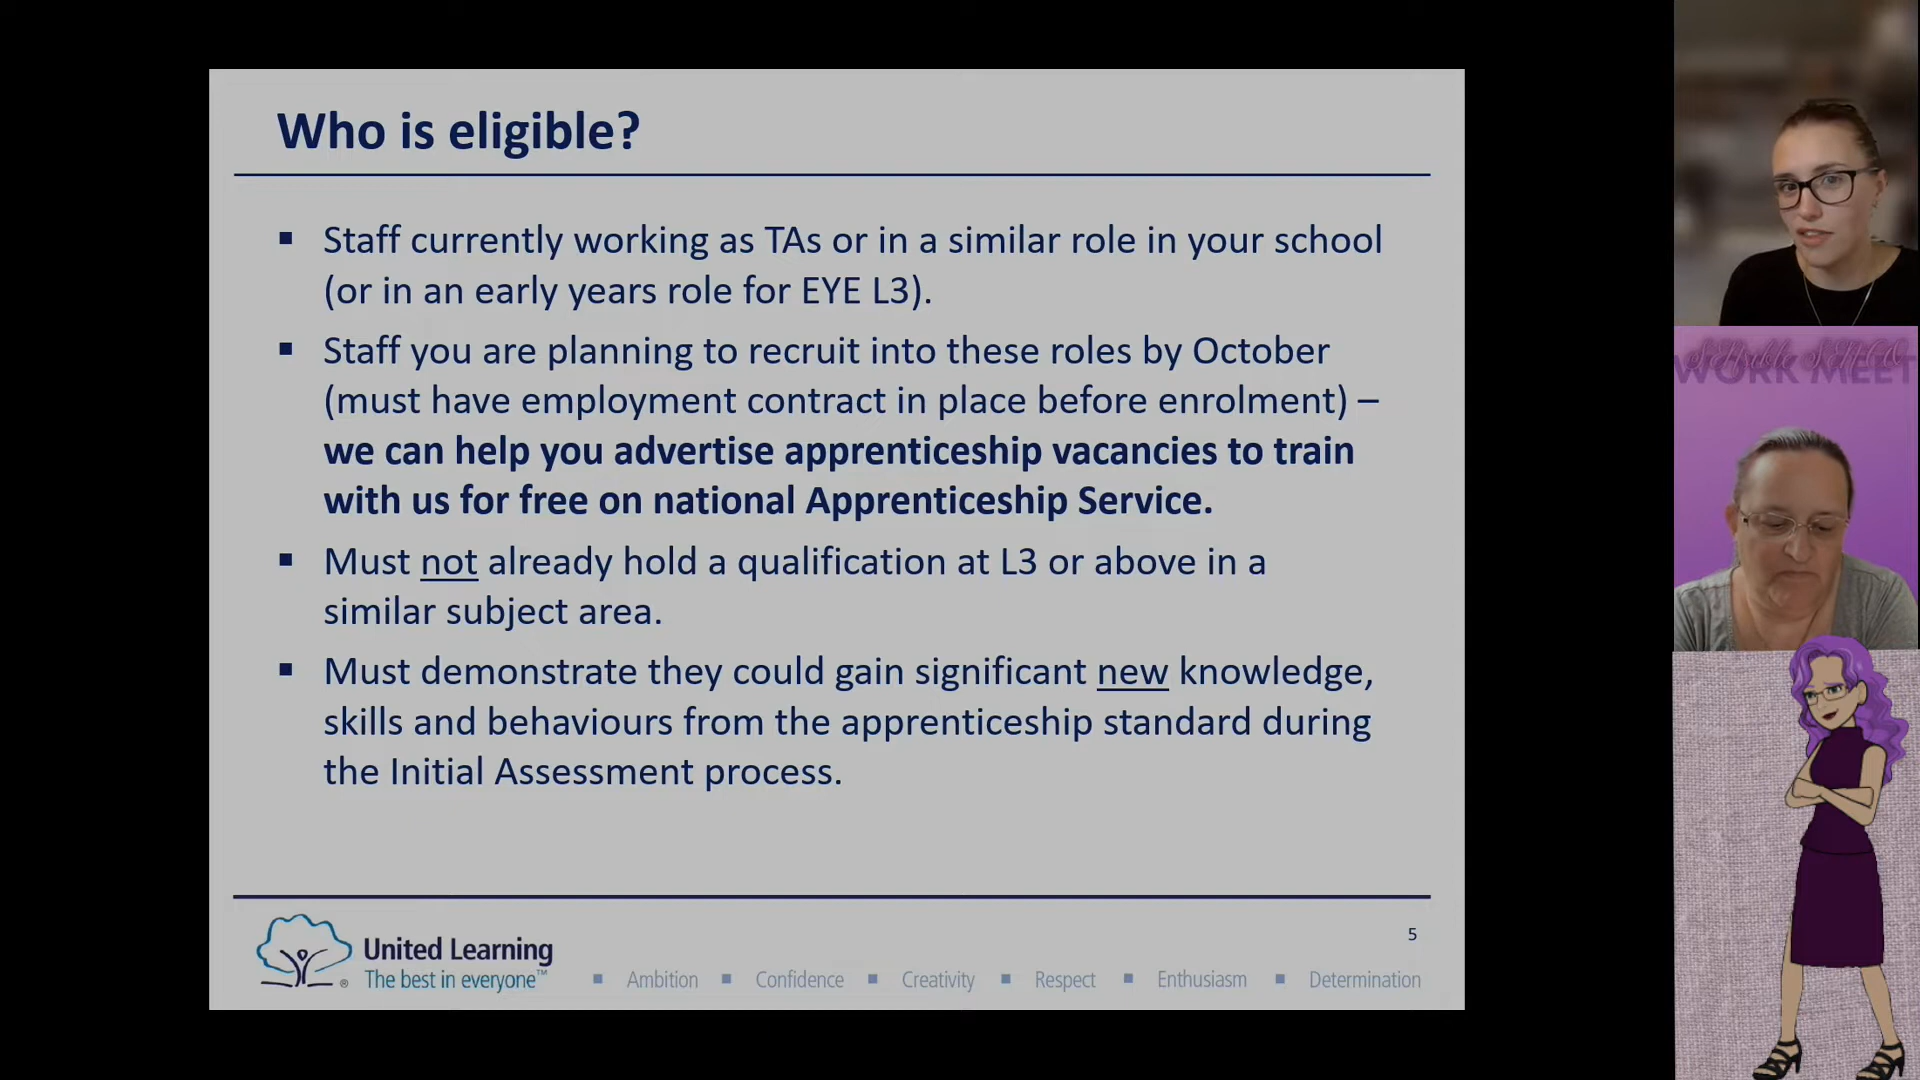 Who is eligible?
▪ Staff currently working as TAs or in a similar role in your school
(or in an early years role for EYE L3).
▪ Staff you are planning to recruit into these roles by October
(must have employment contract in place before enrolment) –
we can help you advertise apprenticeship vacancies to train
with us for free on national Apprenticeship Service.
▪ Must not already hold a qualification at L3 or above in a
similar subject area.
▪ Must demonstrate they could gain significant new knowledge,
skills and behaviours from the apprenticeship standard during
the Initial Assessment process.
United Learning
The best in everyone™
5
▪ Ambition ▪ Confidence ▪ Creativity ▪ Respect ▪ Enthusiasm ▪ Determination
SENsible SENCO
WORK MEET